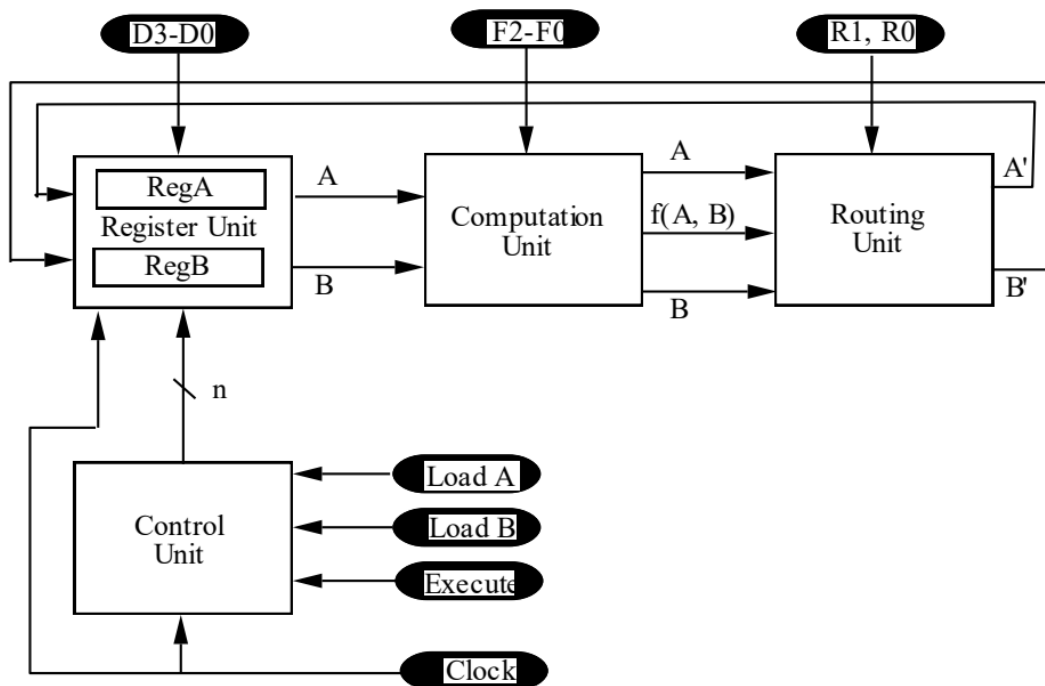 D3-D0
F2-F0
R1, R0
RegA
Register Unit
RegB
A
B
Computation
Unit
A
f(A, B)
B
Routing
Unit
A'
B'
n
Control
Unit
Load A
Load B
Execute
Clock